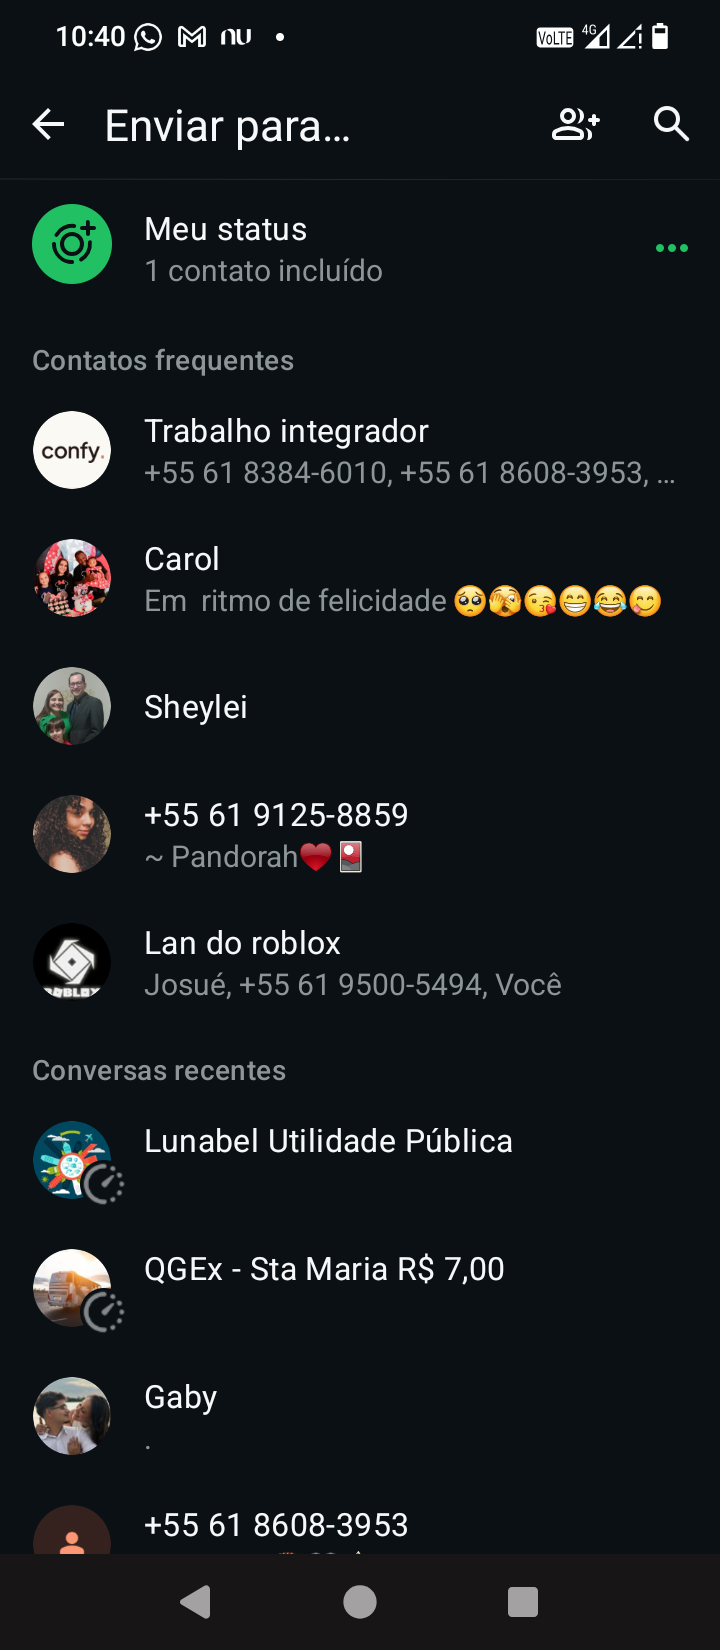 10:40 M nu VoLTE 4G
Enviar para...
Meu status
1 contato incluído
Contatos frequentes
confy.
Trabalho integrador
+55 61 8384-6010, +55 61 8608-3953, ...
Carol
Em ritmo de felicidade 🥺🫣😘😁😂😋
Sheylei
+55 61 9125-8859
~ Pandorah♥️🎴
Lan do roblox
Josué, +55 61 9500-5494, Você
Conversas recentes
Lunabel Utilidade Pública
QGEx - Sta Maria R$ 7,00
Gaby
.
+55 61 8608-3953